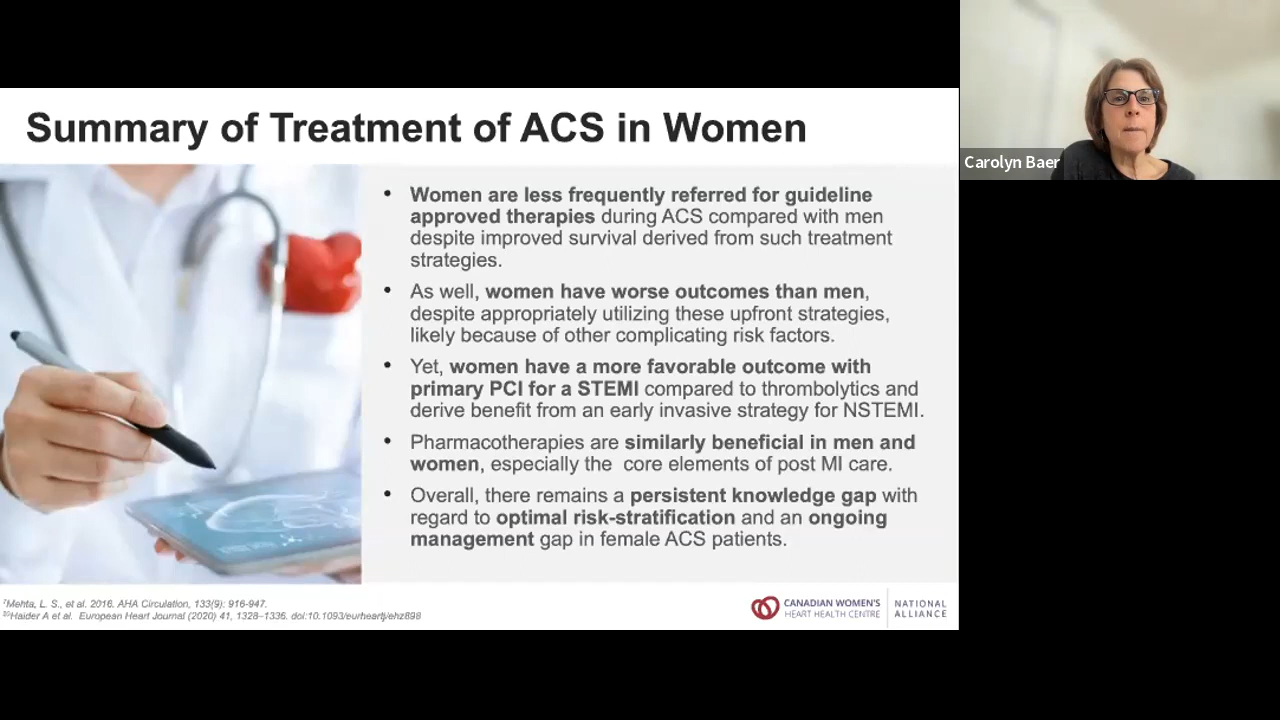 Summary of Treatment of ACS in Women
Carolyn Baer
• Women are less frequently referred for guideline
approved therapies during ACS compared with men
despite improved survival derived from such treatment
strategies.
• As well, women have worse outcomes than men,
despite appropriately utilizing these upfront strategies,
likely because of other complicating risk factors.
• Yet, women have a more favorable outcome with
primary PCI for a STEMI compared to thrombolytics and
derive benefit from an early invasive strategy for NSTEMI.
• Pharmacotherapies are similarly beneficial in men and
women, especially the core elements of post MI care.
• Overall, there remains a persistent knowledge gap with
regard to optimal risk-stratification and an ongoing
management gap in female ACS patients.
⁷Mehta, L. S., et al. 2016. AHA Circulation, 133(9): 916-947.
¹⁰Haider A et al. European Heart Journal (2020) 41, 1328–1336. doi:10.1093/eurheartj/ehz898
CANADIAN WOMEN'S
HEART HEALTH CENTRE
NATIONAL
ALLIANCE